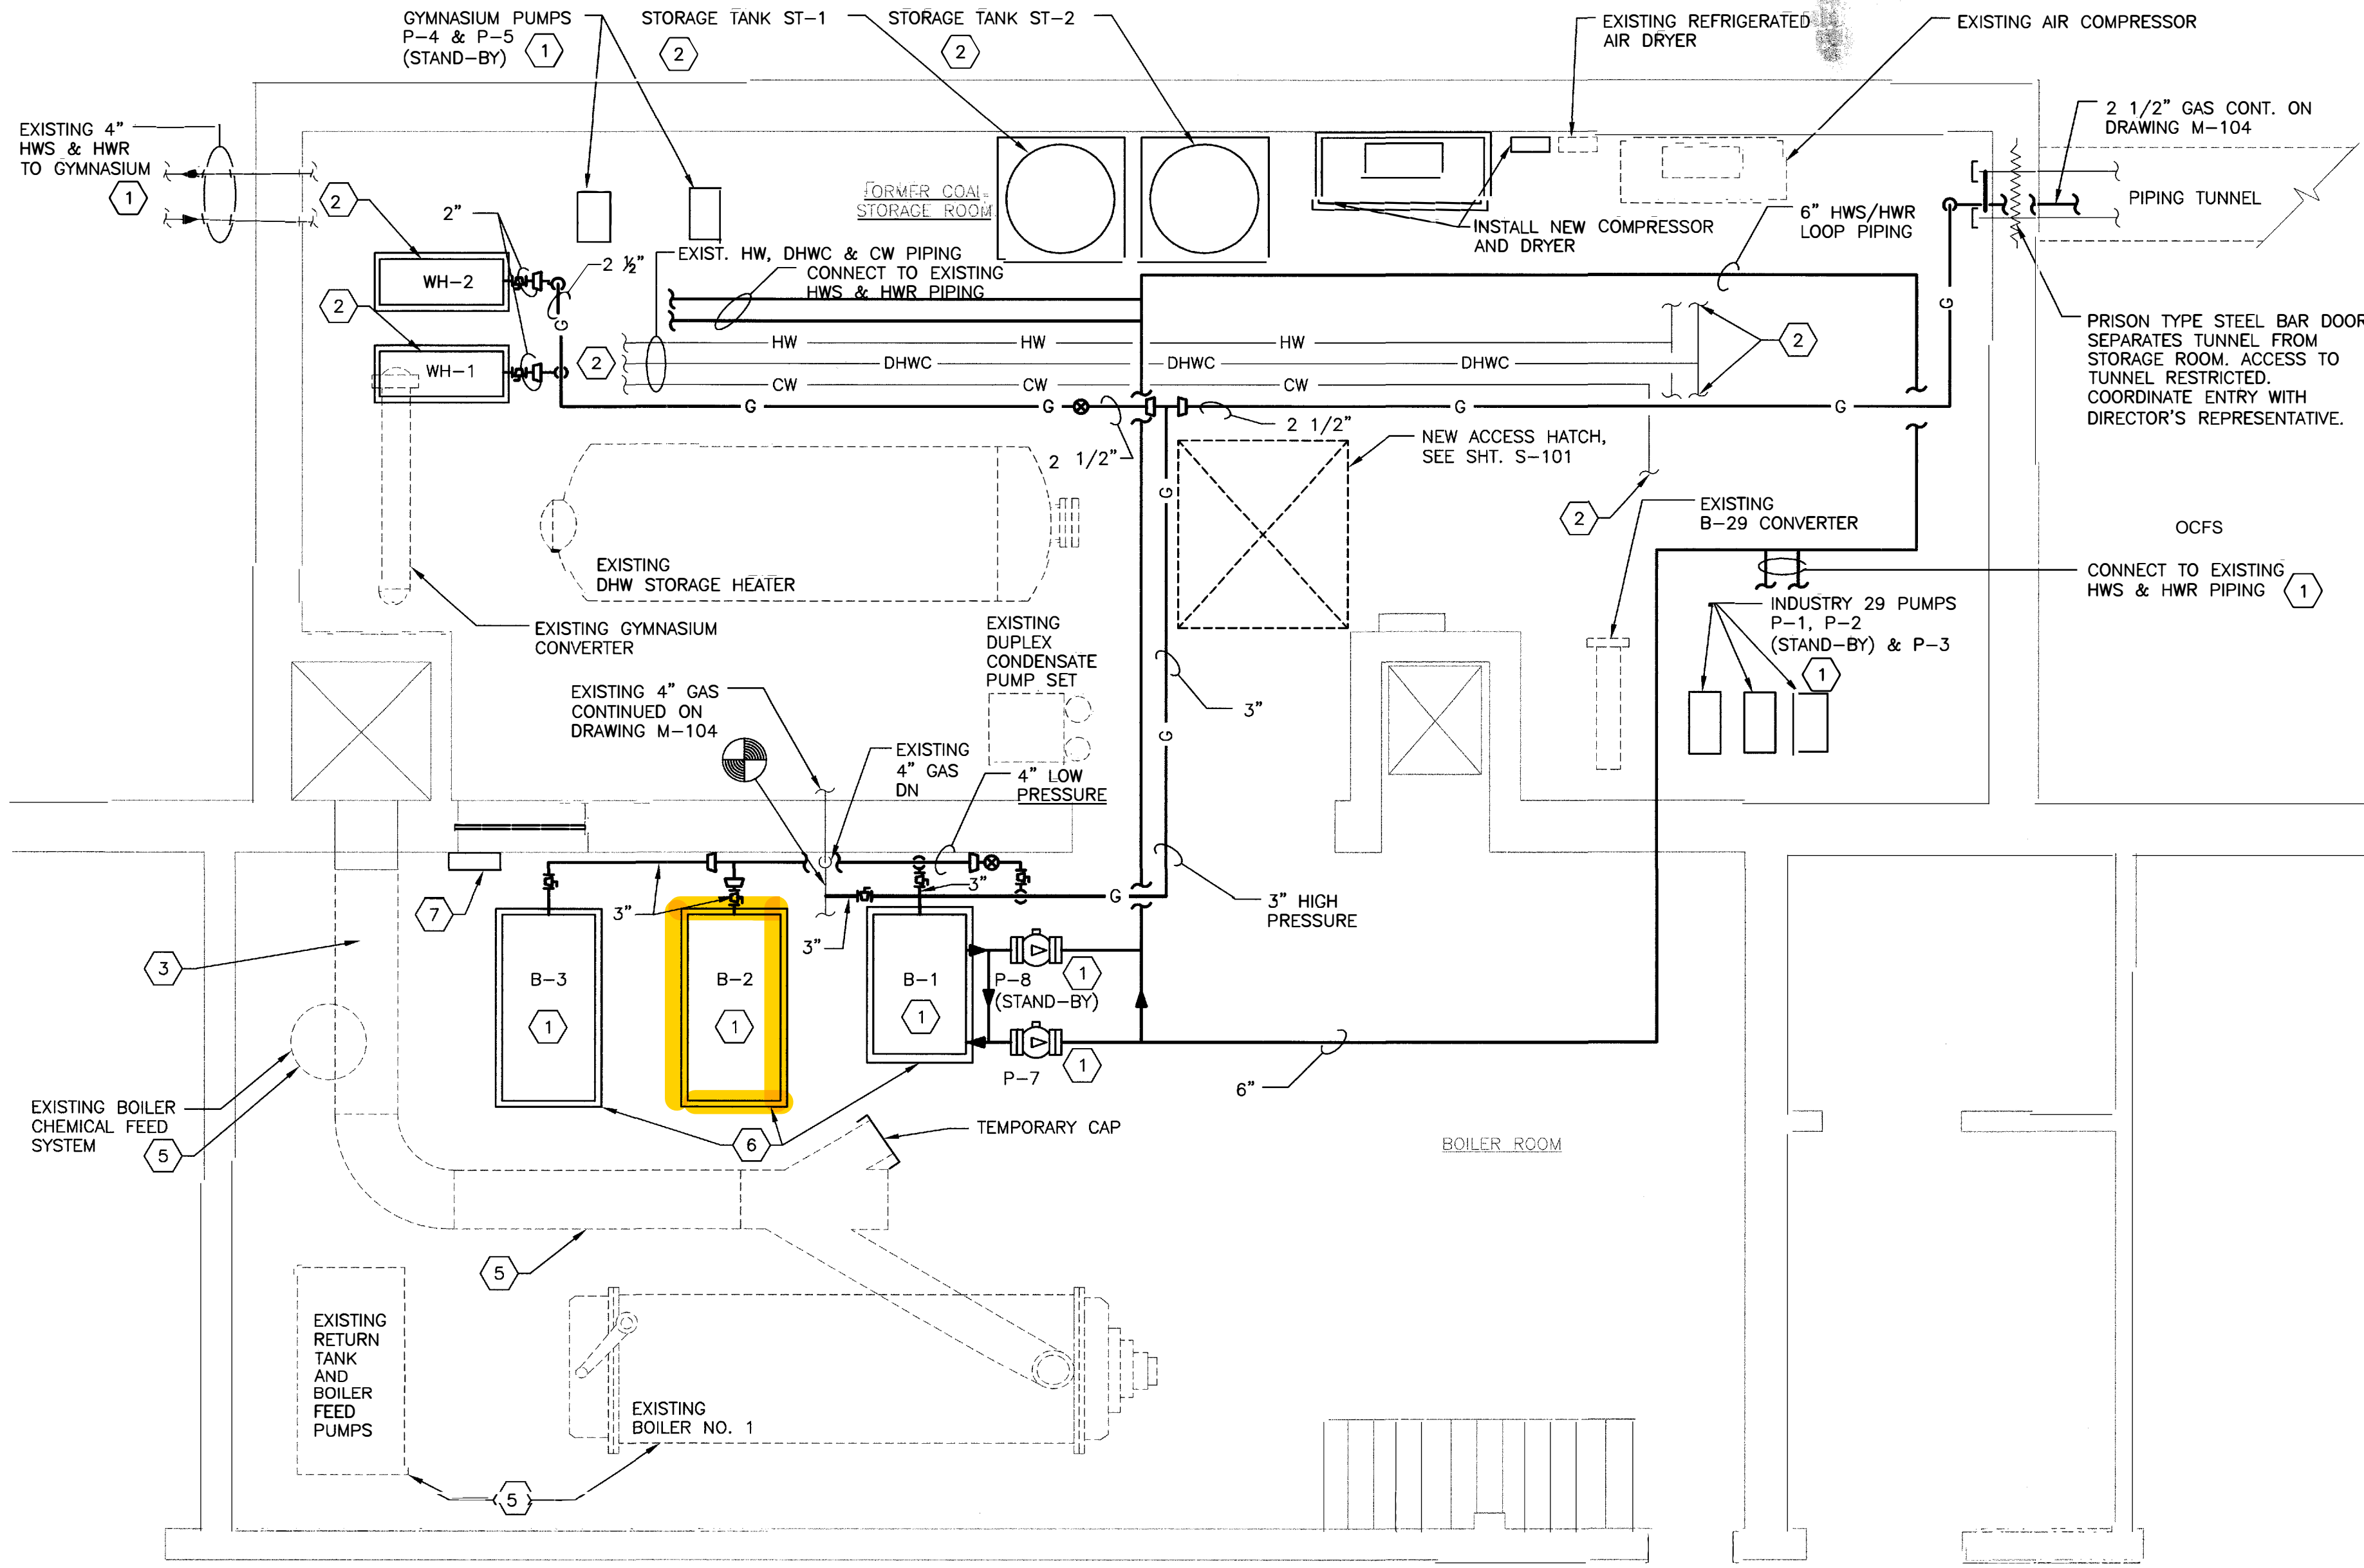 GYMNASIUM PUMPS
P-4 & P-5
(STAND-BY)
1
STORAGE TANK ST-1
2
STORAGE TANK ST-2
2
EXISTING REFRIGERATED
AIR DRYER
EXISTING AIR COMPRESSOR
2 1/2" GAS CONT. ON
DRAWING M-104
EXISTING 4"
HWS & HWR
TO GYMNASIUM
1
2
2"
FORMER COAL
STORAGE ROOM
INSTALL NEW COMPRESSOR
AND DRYER
6" HWS/HWR
LOOP PIPING
PIPING TUNNEL
EXIST. HW, DHWC & CW PIPING
CONNECT TO EXISTING
HWS & HWR PIPING
2 ½"
WH-2
2
WH-1
G
2
HW
HW
HW
DHWC
DHWC
DHWC
CW
CW
CW
2
G
PRISON TYPE STEEL BAR DOOR
SEPARATES TUNNEL FROM
STORAGE ROOM. ACCESS TO
TUNNEL RESTRICTED.
COORDINATE ENTRY WITH
DIRECTOR'S REPRESENTATIVE.
G
G
G
G
2 1/2"
2 1/2"
NEW ACCESS HATCH,
SEE SHT. S-101
G
2
EXISTING
B-29 CONVERTER
OCFS
CONNECT TO EXISTING
HWS & HWR PIPING
1
EXISTING
DHW STORAGE HEATER
INDUSTRY 29 PUMPS
P-1, P-2
(STAND-BY) & P-3
1
EXISTING GYMNASIUM
CONVERTER
EXISTING
DUPLEX
CONDENSATE
PUMP SET
EXISTING 4" GAS
CONTINUED ON
DRAWING M-104
3"
G
EXISTING
4" GAS
DN
4" LOW
PRESSURE
3"
3"
3"
G
3" HIGH
PRESSURE
7
3
B-3
1
B-2
1
B-1
1
P-8
(STAND-BY)
1
P-7
1
6"
EXISTING BOILER
CHEMICAL FEED
SYSTEM
5
6
TEMPORARY CAP
BOILER ROOM
5
EXISTING
RETURN
TANK
AND
BOILER
FEED
PUMPS
EXISTING
BOILER NO. 1
5